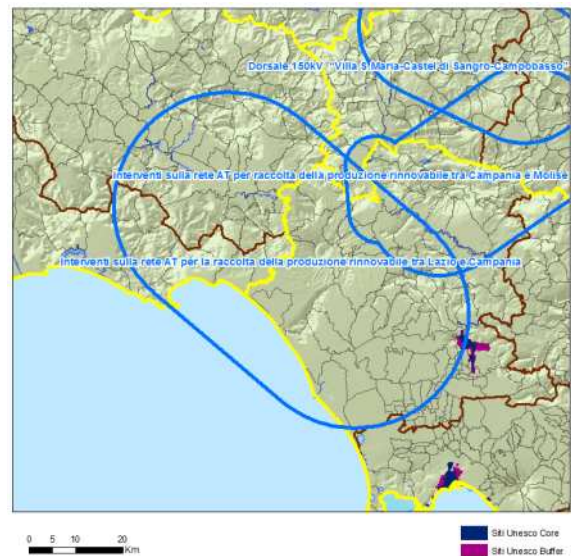 Dorsale 150kV "Villa S.Maria-Castel di Sangro-Campobasso"
Interventi sulla rete AT per raccolta della produzione rinnovabile tra Campania e Molise
Interventi sulla rete AT per la raccolta della produzione rinnovabile tra Lazio e Campania
0 5 10 20
Km
Siti Unesco Core
Siti Unesco Buffer